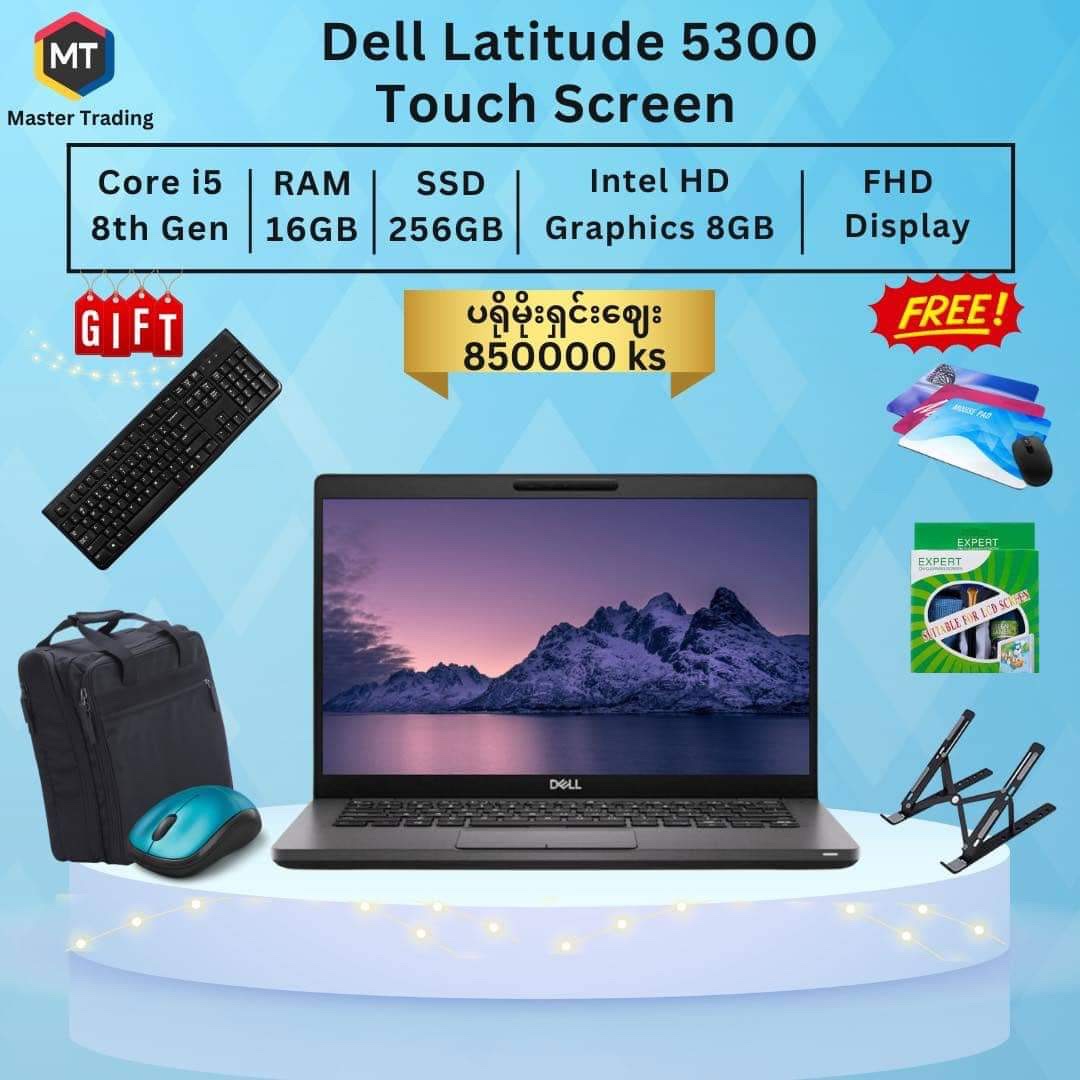 MT
Master Trading
Dell Latitude 5300
Touch Screen
Core i5
8th Gen
RAM
16GB
SSD
256GB
Intel HD
Graphics 8GB
FHD
Display
GIFT
ပရိုမိုးရှင်းဈေး
850000 ks
FREE!
MOUSE PAD
EXPERT
EXPERT
SUITABLE FOR LCD SCREEN
DELL